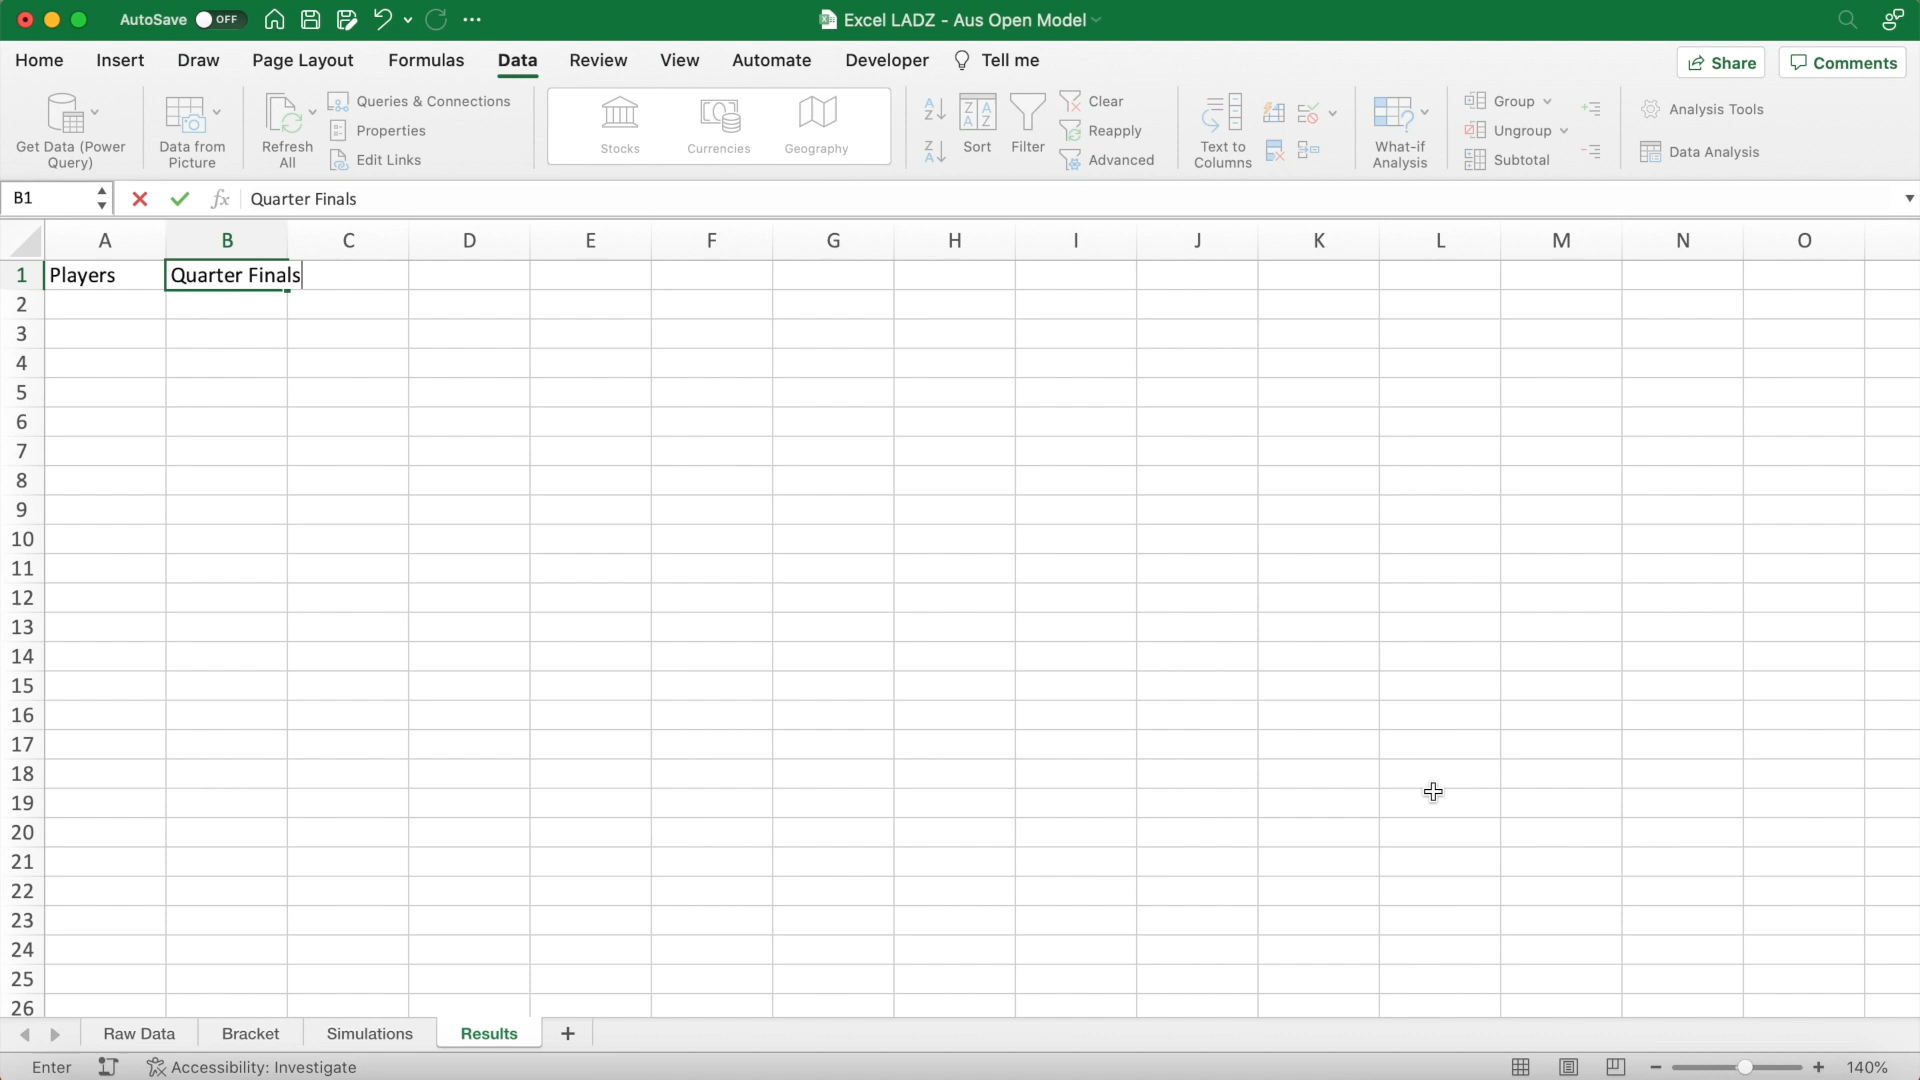 AutoSave OFF
Excel LADZ - Aus Open Model
Home Insert Draw Page Layout Formulas Data Review View Automate Developer Tell me
Share Comments
Get Data (Power Query)
Data from Picture
Refresh All
Queries & Connections
Properties
Edit Links
Stocks Currencies Geography
Sort Filter
Clear
Reapply
Advanced
Text to Columns
What-if Analysis
Group
Ungroup
Subtotal
Analysis Tools
Data Analysis
B1 fx Quarter Finals
A B C D E F G H I J K L M N O
1 Players Quarter Finals
2
3
4
5
6
7
8
9
10
11
12
13
14
15
16
17
18
19
20
21
22
23
24
25
26
Raw Data Bracket Simulations Results +
Enter Accessibility: Investigate 140%